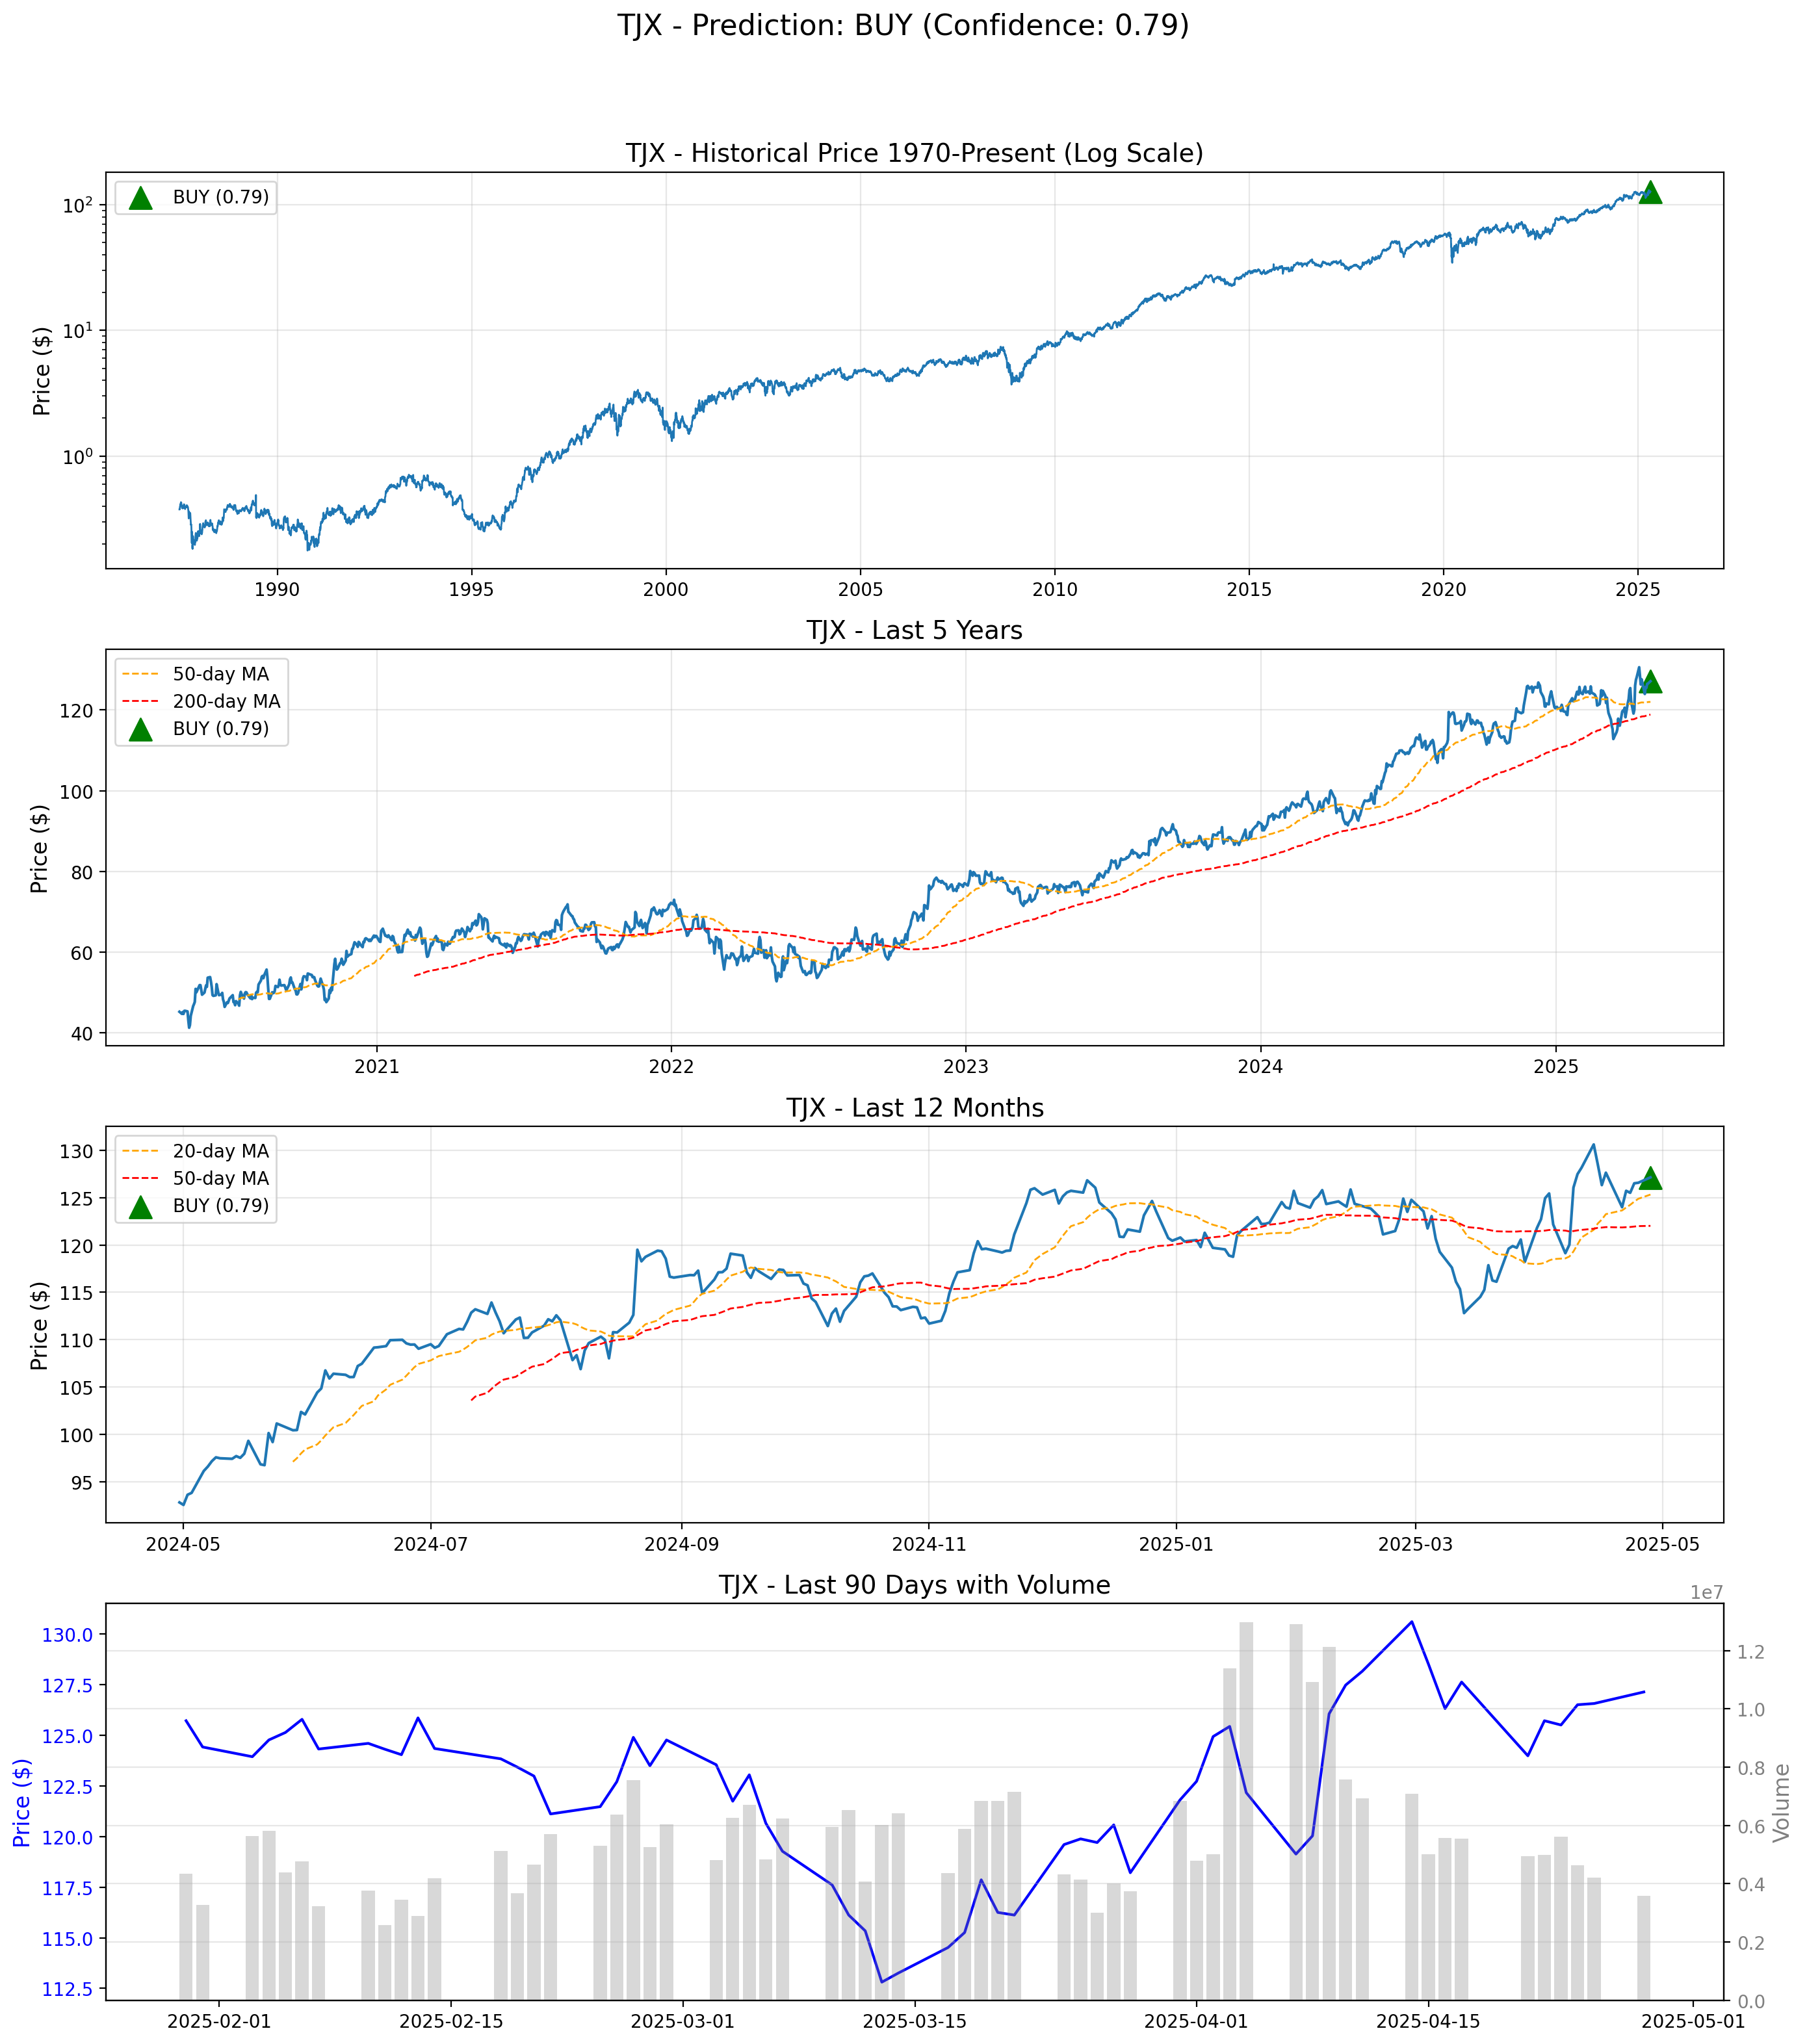 TJX - Prediction: BUY (Confidence: 0.79)
TJX - Historical Price 1970-Present (Log Scale)
BUY (0.79)
Price ($)
10²
10¹
10⁰
1990 1995 2000 2005 2010 2015 2020 2025
TJX - Last 5 Years
50-day MA
200-day MA
BUY (0.79)
Price ($)
120
100
80
60
40
2021 2022 2023 2024 2025
TJX - Last 12 Months
20-day MA
50-day MA
BUY (0.79)
Price ($)
130
125
120
115
110
105
100
95
2024-05 2024-07 2024-09 2024-11 2025-01 2025-03 2025-05
TJX - Last 90 Days with Volume
1e7
Price ($)
130.0
127.5
125.0
122.5
120.0
117.5
115.0
112.5
1.2
1.0
0.8
0.6
0.4
0.2
0.0
Volume
2025-02-01 2025-02-15 2025-03-01 2025-03-15 2025-04-01 2025-04-15 2025-05-01